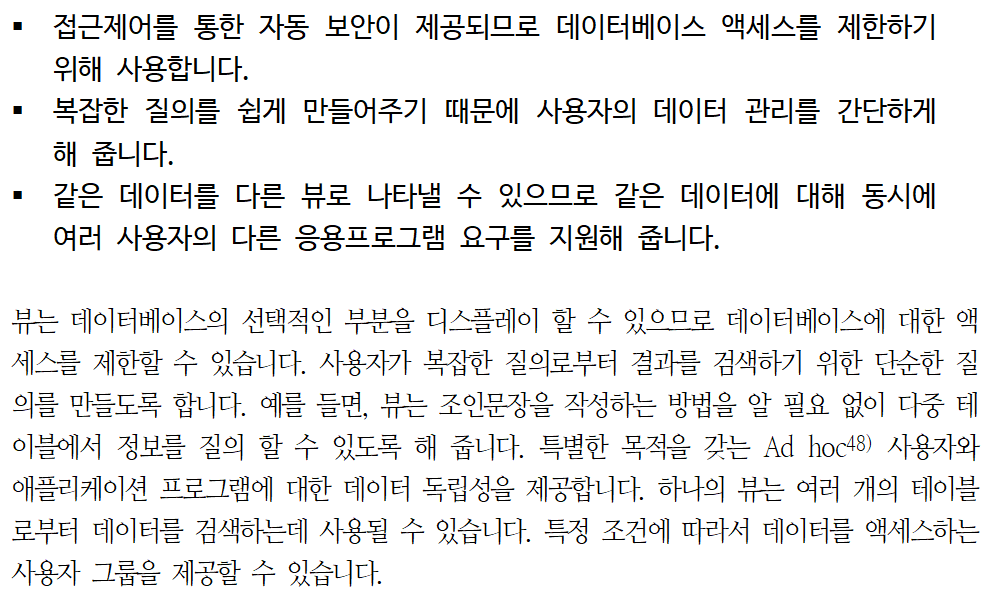 ▪ 접근제어를 통한 자동 보안이 제공되므로 데이터베이스 액세스를 제한하기
위해 사용합니다.
▪ 복잡한 질의를 쉽게 만들어주기 때문에 사용자의 데이터 관리를 간단하게
해 줍니다.
▪ 같은 데이터를 다른 뷰로 나타낼 수 있으므로 같은 데이터에 대해 동시에
여러 사용자의 다른 응용프로그램 요구를 지원해 줍니다.
뷰는 데이터베이스의 선택적인 부분을 디스플레이 할 수 있으므로 데이터베이스에 대한 액
세스를 제한할 수 있습니다. 사용자가 복잡한 질의로부터 결과를 검색하기 위한 단순한 질
의를 만들도록 합니다. 예를 들면, 뷰는 조인문장을 작성하는 방법을 알 필요 없이 다중 테
이블에서 정보를 질의 할 수 있도록 해 줍니다. 특별한 목적을 갖는 Ad hoc48) 사용자와
애플리케이션 프로그램에 대한 데이터 독립성을 제공합니다. 하나의 뷰는 여러 개의 테이블
로부터 데이터를 검색하는데 사용될 수 있습니다. 특정 조건에 따라서 데이터를 액세스하는
사용자 그룹을 제공할 수 있습니다.